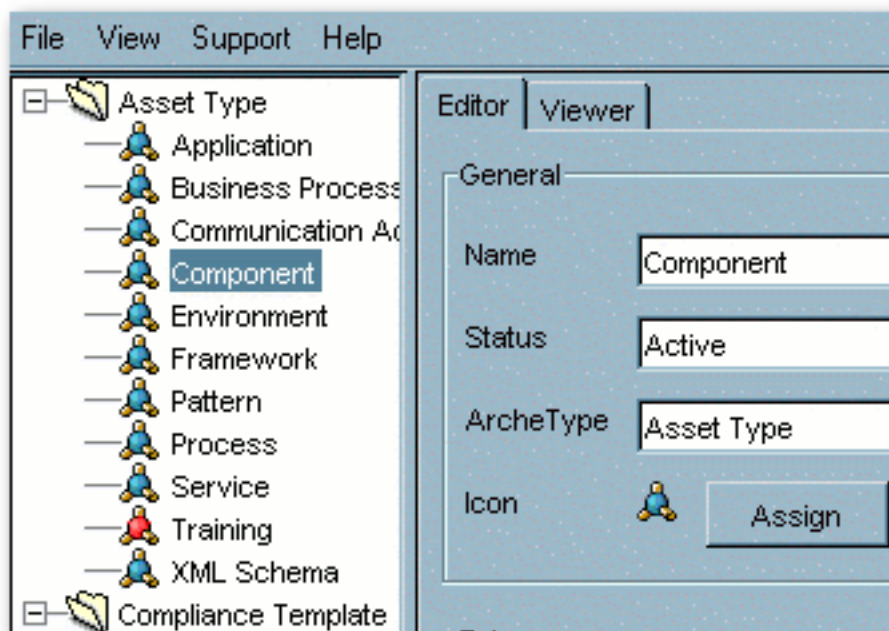 File View Support Help
Asset Type
Application
Business Process
Communication
Component
Environment
Framework
Pattern
Process
Service
Training
XML Schema
Compliance Template
Editor Viewer
General
Name Component
Status Active
ArcheType Asset Type
Icon Assign